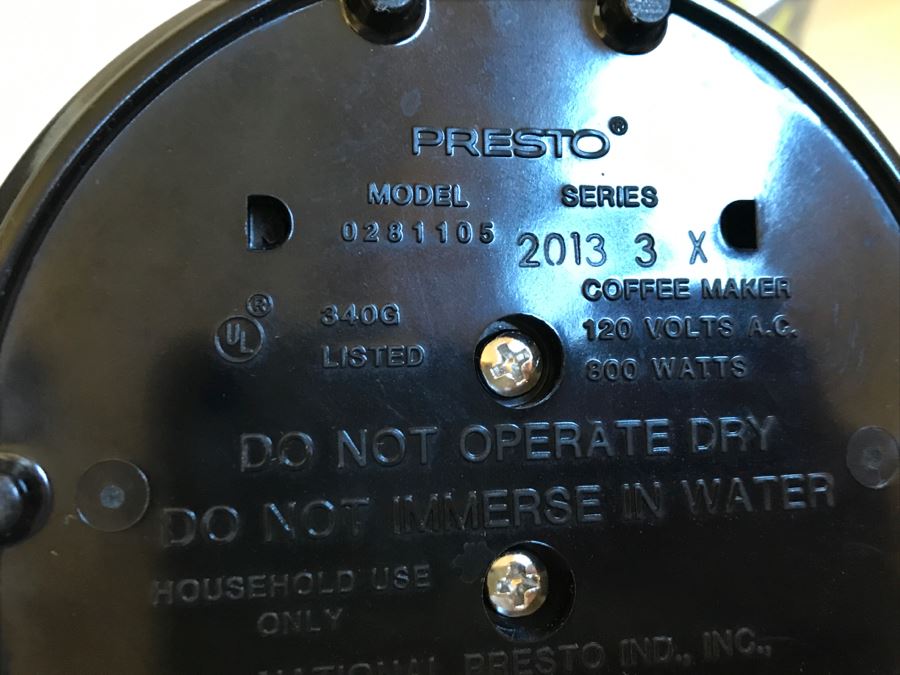 PRESTO®
MODEL SERIES
0281105 2013 3 X
COFFEE MAKER
120 VOLTS A.C.
800 WATTS
UL®
340G
LISTED
DO NOT OPERATE DRY
DO NOT IMMERSE IN WATER
HOUSEHOLD USE
ONLY
NATIONAL PRESTO IND., INC.,